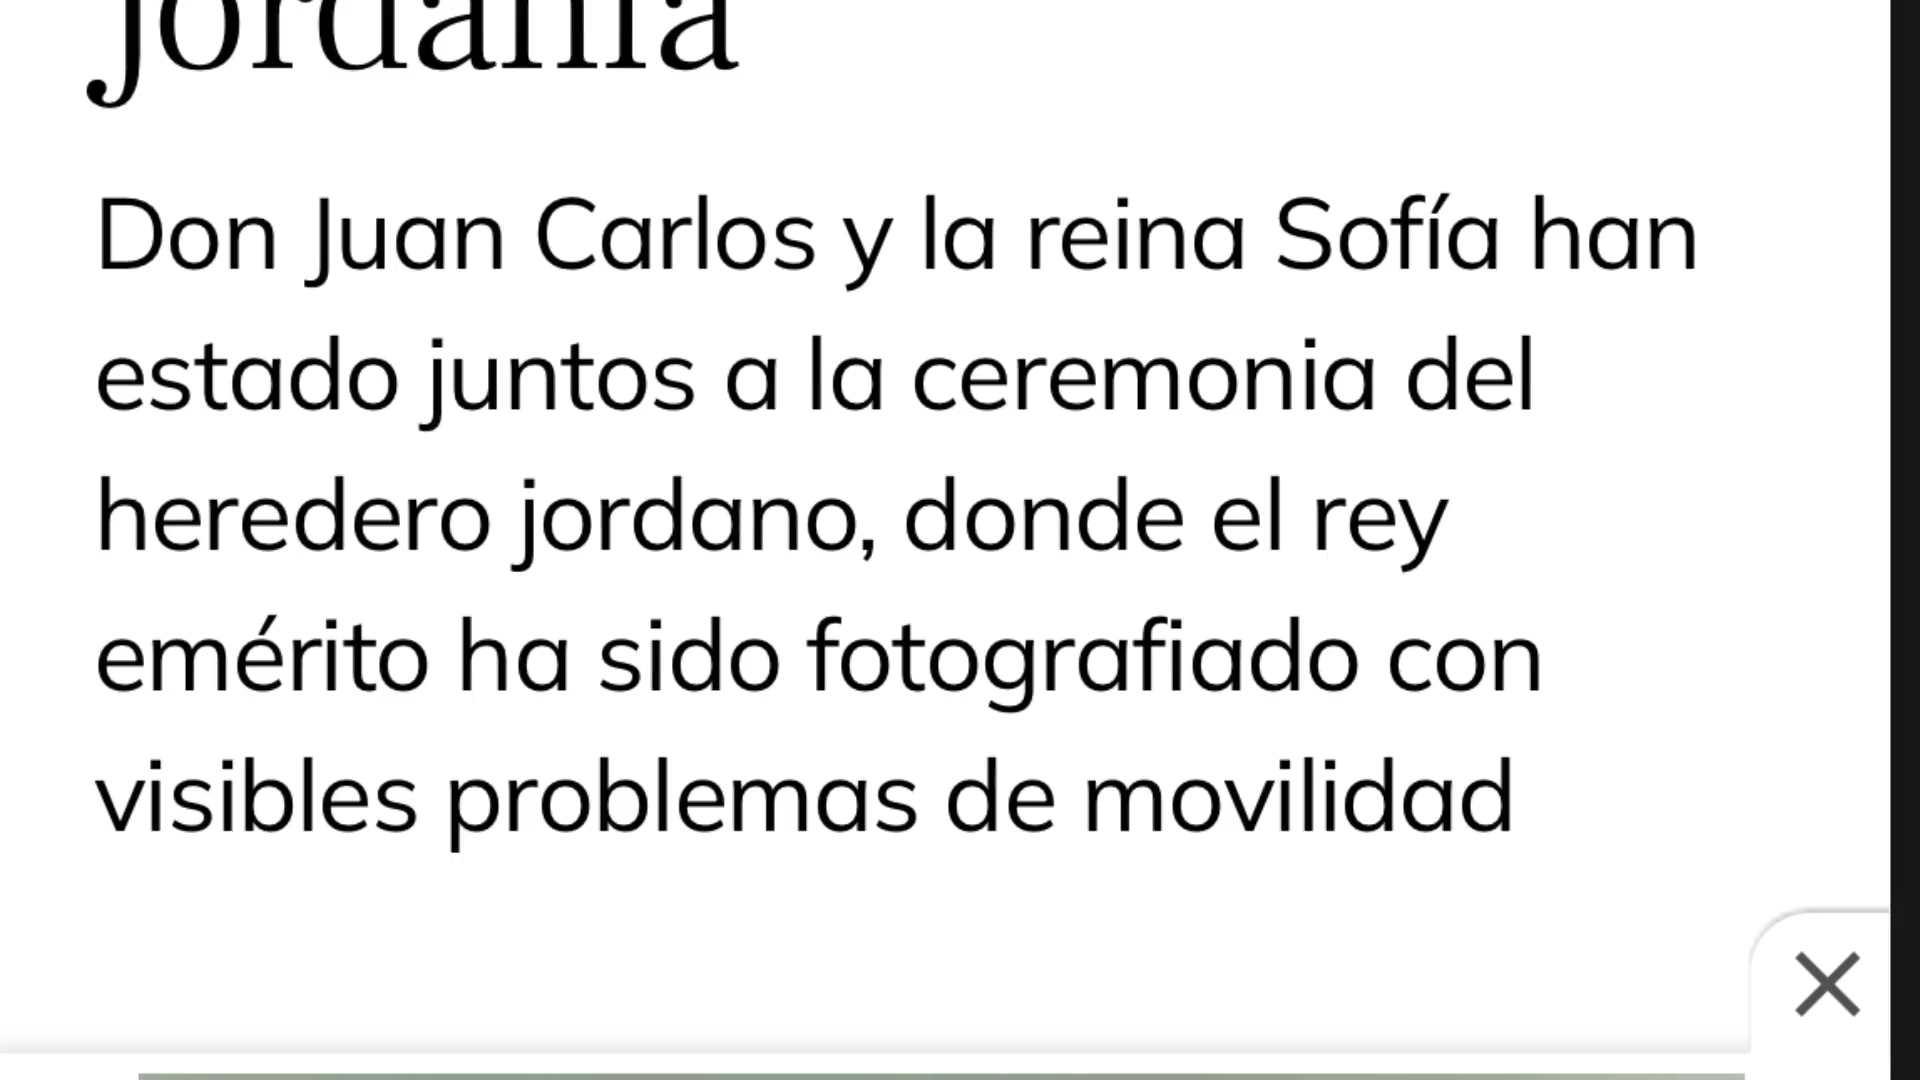 Jordania
Don Juan Carlos y la reina Sofía han
estado juntos a la ceremonia del
heredero jordano, donde el rey
emérito ha sido fotografiado con
visibles problemas de movilidad